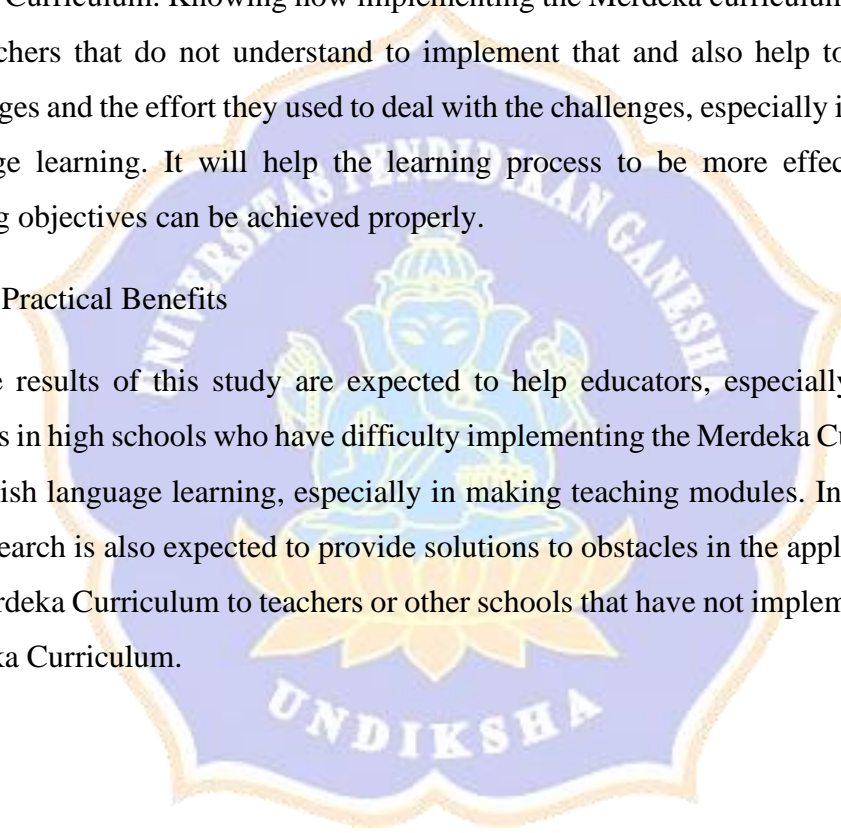 Curriculum. Knowing how implementing the Merdeka curriculum
chers that do not understand to implement that and also help to
ges and the effort they used to deal with the challenges, especially i
ge learning. It will help the learning process to be more effec
g objectives can be achieved properly.
Practical Benefits
e results of this study are expected to help educators, especially
s in high schools who have difficulty implementing the Merdeka Cu
ish language learning, especially in making teaching modules. In
earch is also expected to provide solutions to obstacles in the appl
rdeka Curriculum to teachers or other schools that have not implem
ka Curriculum.
UNIVERSITAS PENDIDIKAN GANESHA
UNDIKSHA